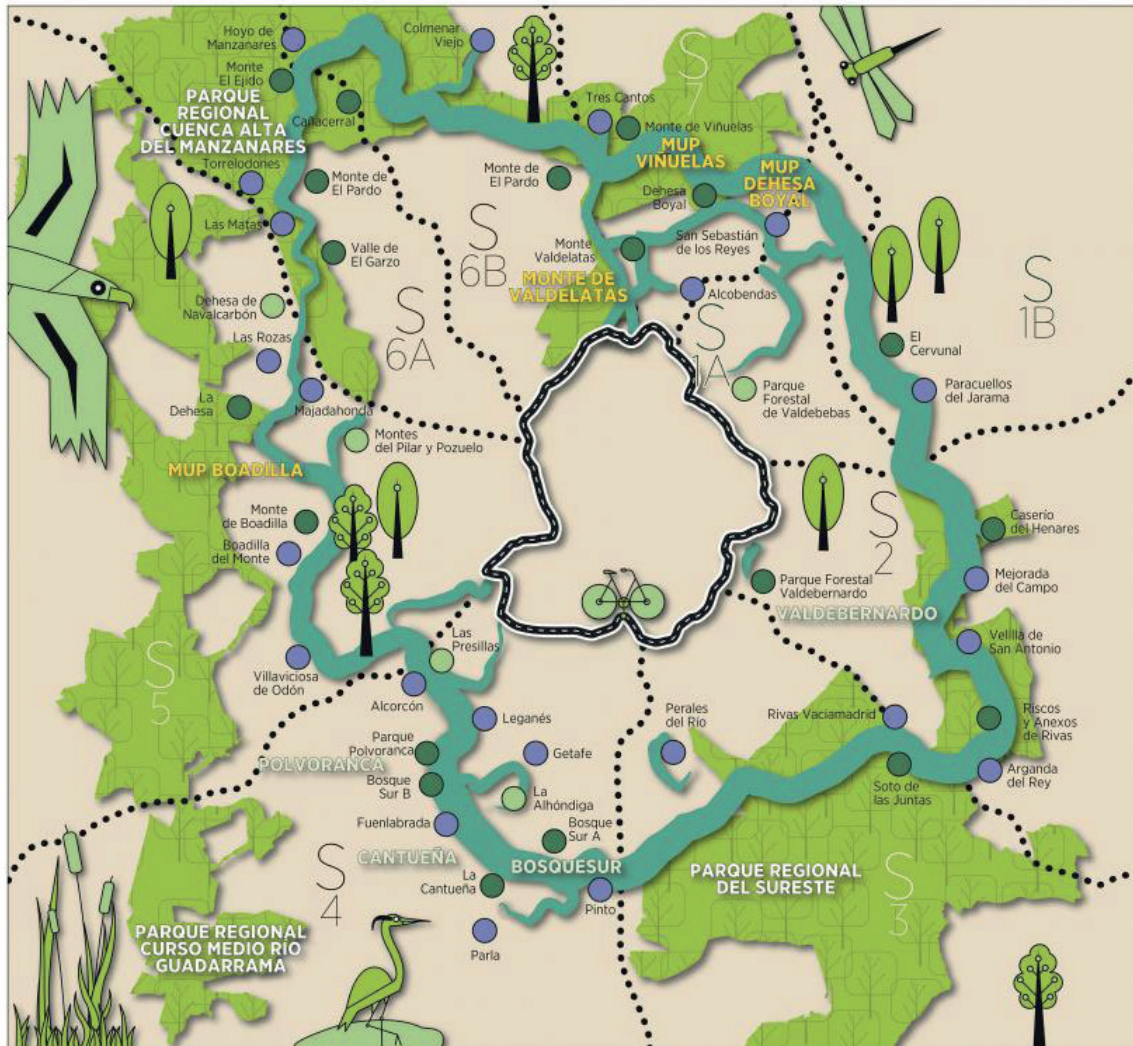 Hoyo de
Manzanares
Colmenar
Viejo
Monte
El Ejido
PARQUE
REGIONAL
CUENCA ALTA
DEL MANZANARES
Cañacerral
S
7
Tres Cantos
Monte de Viñuelas
MUP
VIÑUELAS
MUP
DEHESA
BOYAL
Torrelodones
Monte de
El Pardo
Monte de
El Pardo
Dehesa
Boyal
Las Matas
Valle de
El Garzo
S
6B
Monte
Valdelatas
San Sebastián
de los Reyes
MONTE DE
VALDELATAS
Alcobendas
S
1B
Dehesa de
Navalcarbón
S
6A
S
1A
Las Rozas
El
Cervunal
La
Dehesa
Majadahonda
Parque
Forestal
de Valdebebas
Paracuellos
del Jarama
Montes
del Pilar y Pozuelo
MUP BOADILLA
Monte
de Boadilla
Boadilla
del Monte
S
2
Caserío
del Henares
Parque Forestal
Valdebernardo
VALDEBERNARDO
Mejorada
del Campo
Las
Presillas
Velilla de
San Antonio
Villaviciosa
de Odón
S
5
Alcorcón
Leganés
Perales
del Río
Rivas Vaciamadrid
Riscos
y Anexos
de Rivas
Parque
Polvoranca
POLVORANCA
Getafe
Bosque
Sur B
La
Alhóndiga
Soto de
las Juntas
Arganda
del Rey
Fuenlabrada
Bosque
Sur A
CANTUEÑA
BOSQUESUR
S
4
La
Cantueña
Pinto
PARQUE REGIONAL
DEL SURESTE
S
3
Parla
PARQUE REGIONAL
CURSO MEDIO RÍO
GUADARRAMA